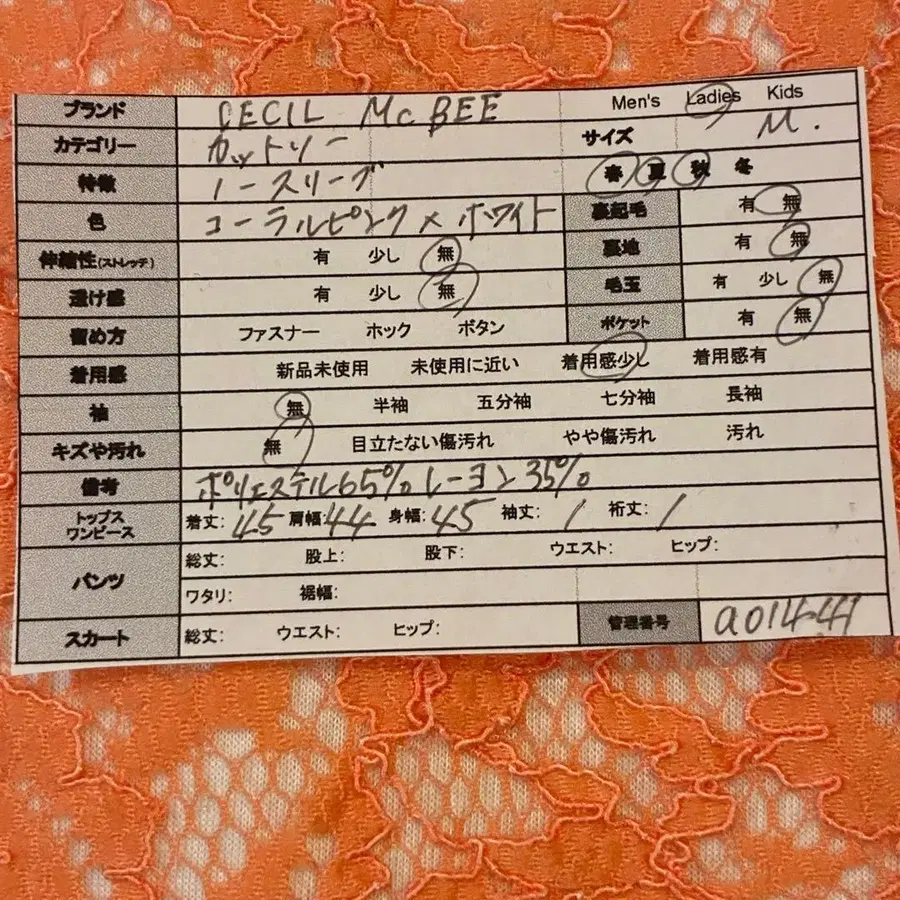 ブランド CECIL McBEE Men's Ladies Kids
カテゴリー カットソー サイズ M.
特徴 ノースリーブ 春 夏 秋 冬
色 コーラルピンク×ホワイト 裏起毛 有 無
伸縮性(ストレッチ) 有 少し 無 裏地 有 無
透け感 有 少し 無 毛玉 有 少し 無
留め方 ファスナー ホック ボタン ポケット 有 無
着用感 新品未使用 未使用に近い 着用感少し 着用感有
袖 無 半袖 五分袖 七分袖 長袖
キズや汚れ 無 目立たない傷汚れ やや傷汚れ 汚れ
備考 ポリエステル65% レーヨン35%
トップス ワンピース 着丈: 45 肩幅: 44 身幅: 45 袖丈: / 裄丈: /
パンツ 総丈: 股上: 股下: ウエスト: ヒップ:
ワタリ: 裾幅:
スカート 総丈: ウエスト: ヒップ: 管理番号 a014-41